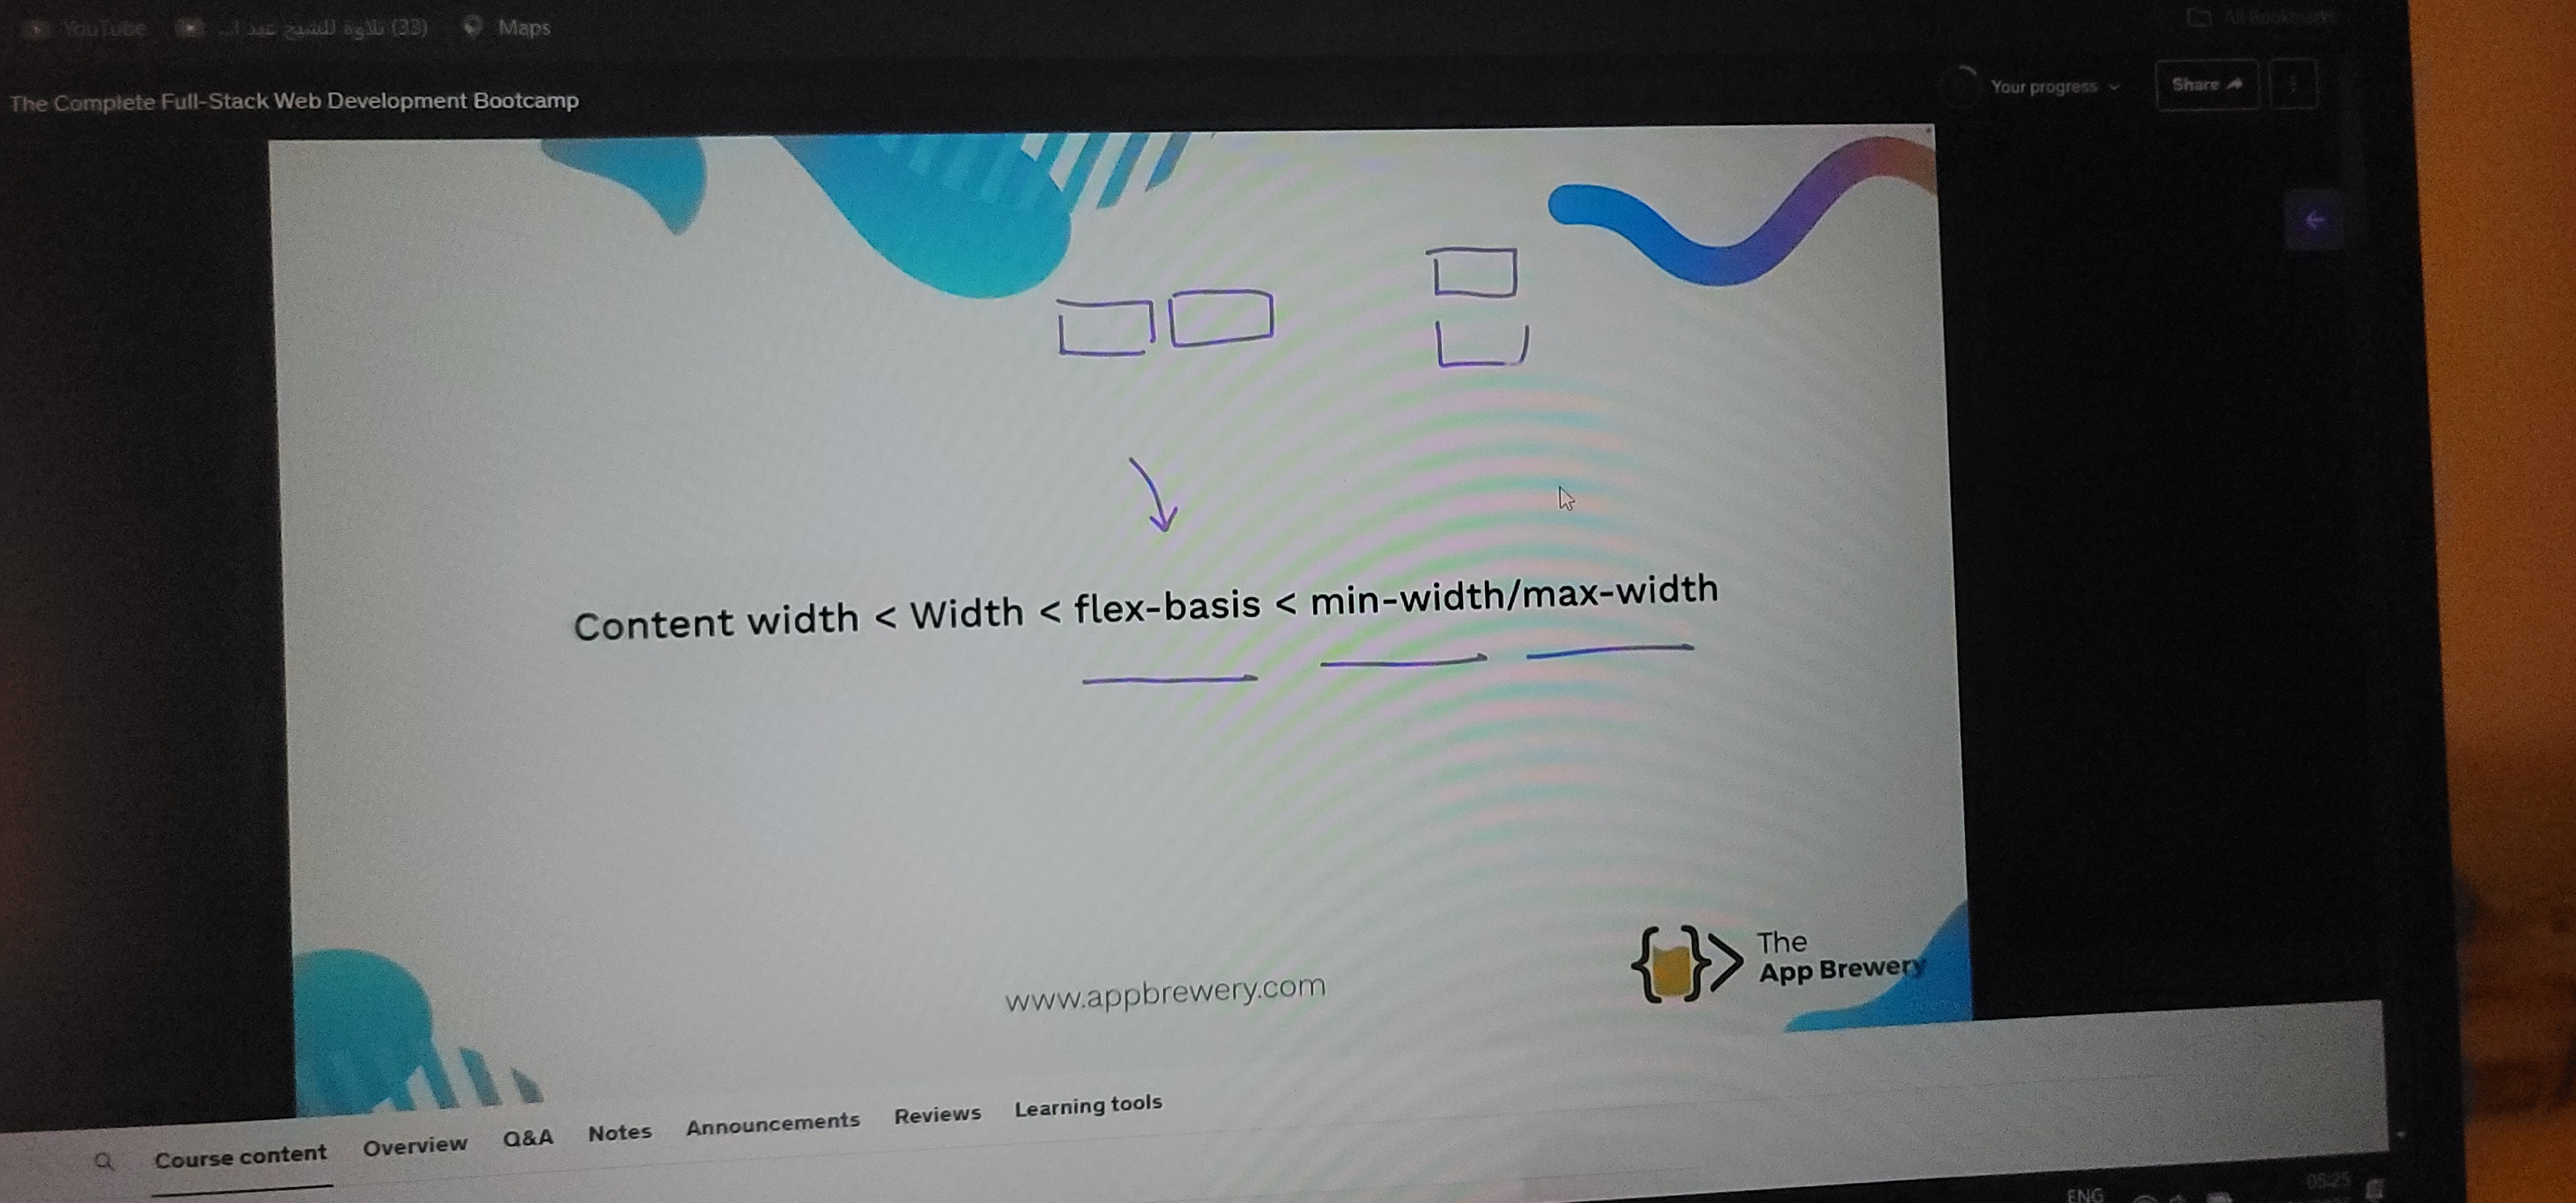 YouTube
(33) تلاوة للشيخ عبد ا...
Maps
All Bookmarks
The Complete Full-Stack Web Development Bootcamp
Your progress
Share
Content width < Width < flex-basis < min-width/max-width
www.appbrewery.com
The
App Brewery
Course content
Overview
Q&A
Notes
Announcements
Reviews
Learning tools
ENG
05:25